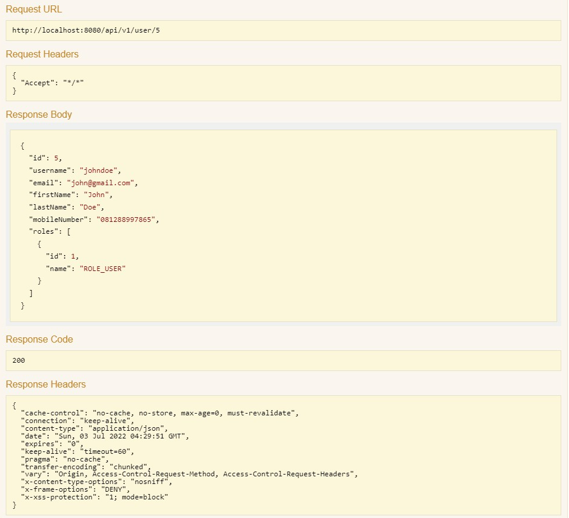 Request URL
http://localhost:8080/api/v1/user/5
Request Headers
{
  "Accept": "*/*"
}
Response Body
{
  "id": 5,
  "username": "johndoe",
  "email": "john@gmail.com",
  "firstName": "John",
  "lastName": "Doe",
  "mobileNumber": "081288997865",
  "roles": [
    {
      "id": 1,
      "name": "ROLE_USER"
    }
  ]
}
Response Code
200
Response Headers
{
  "cache-control": "no-cache, no-store, max-age=0, must-revalidate",
  "connection": "keep-alive",
  "content-type": "application/json",
  "date": "Sun, 03 Jul 2022 04:29:51 GMT",
  "expires": "0",
  "keep-alive": "timeout=60",
  "pragma": "no-cache",
  "transfer-encoding": "chunked",
  "vary": "Origin, Access-Control-Request-Method, Access-Control-Request-Headers",
  "x-content-type-options": "nosniff",
  "x-frame-options": "DENY",
  "x-xss-protection": "1; mode=block"
}